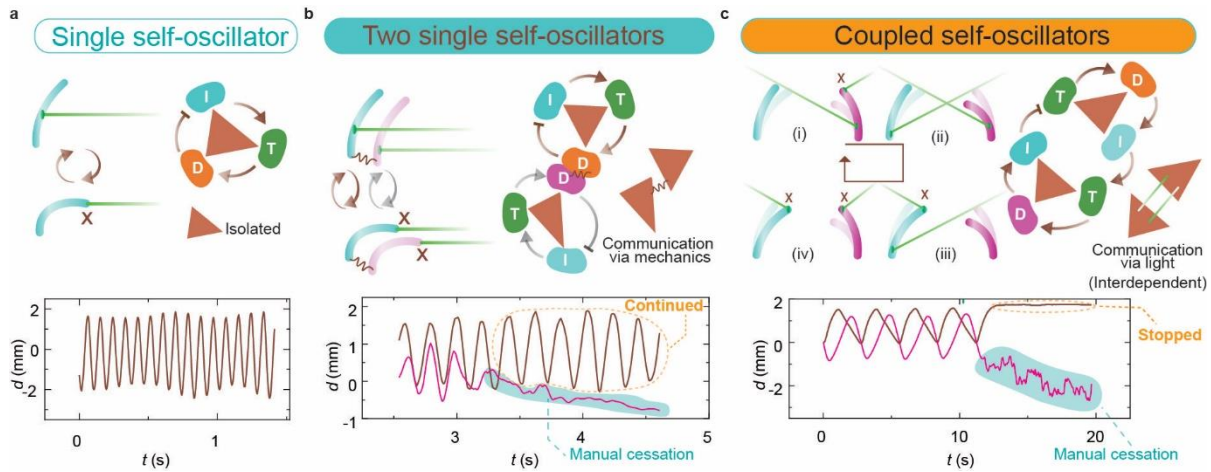 a
Single self-oscillator
I
T
D
X
Isolated
d (mm)
2
0
-2
0
1
t (s)
b
Two single self-oscillators
I
T
D
D
T
I
X
X
Communication
via mechanics
Continued
d (mm)
2
1
0
-1
3
4
5
t (s)
Manual cessation
c
Coupled self-oscillators
X
(i)
(ii)
X
X
X
(iv)
(iii)
D
T
I
I
T
D
Communication
via light
(Interdependent)
Stopped
d (mm)
2
0
-2
0
10
20
t (s)
Manual cessation